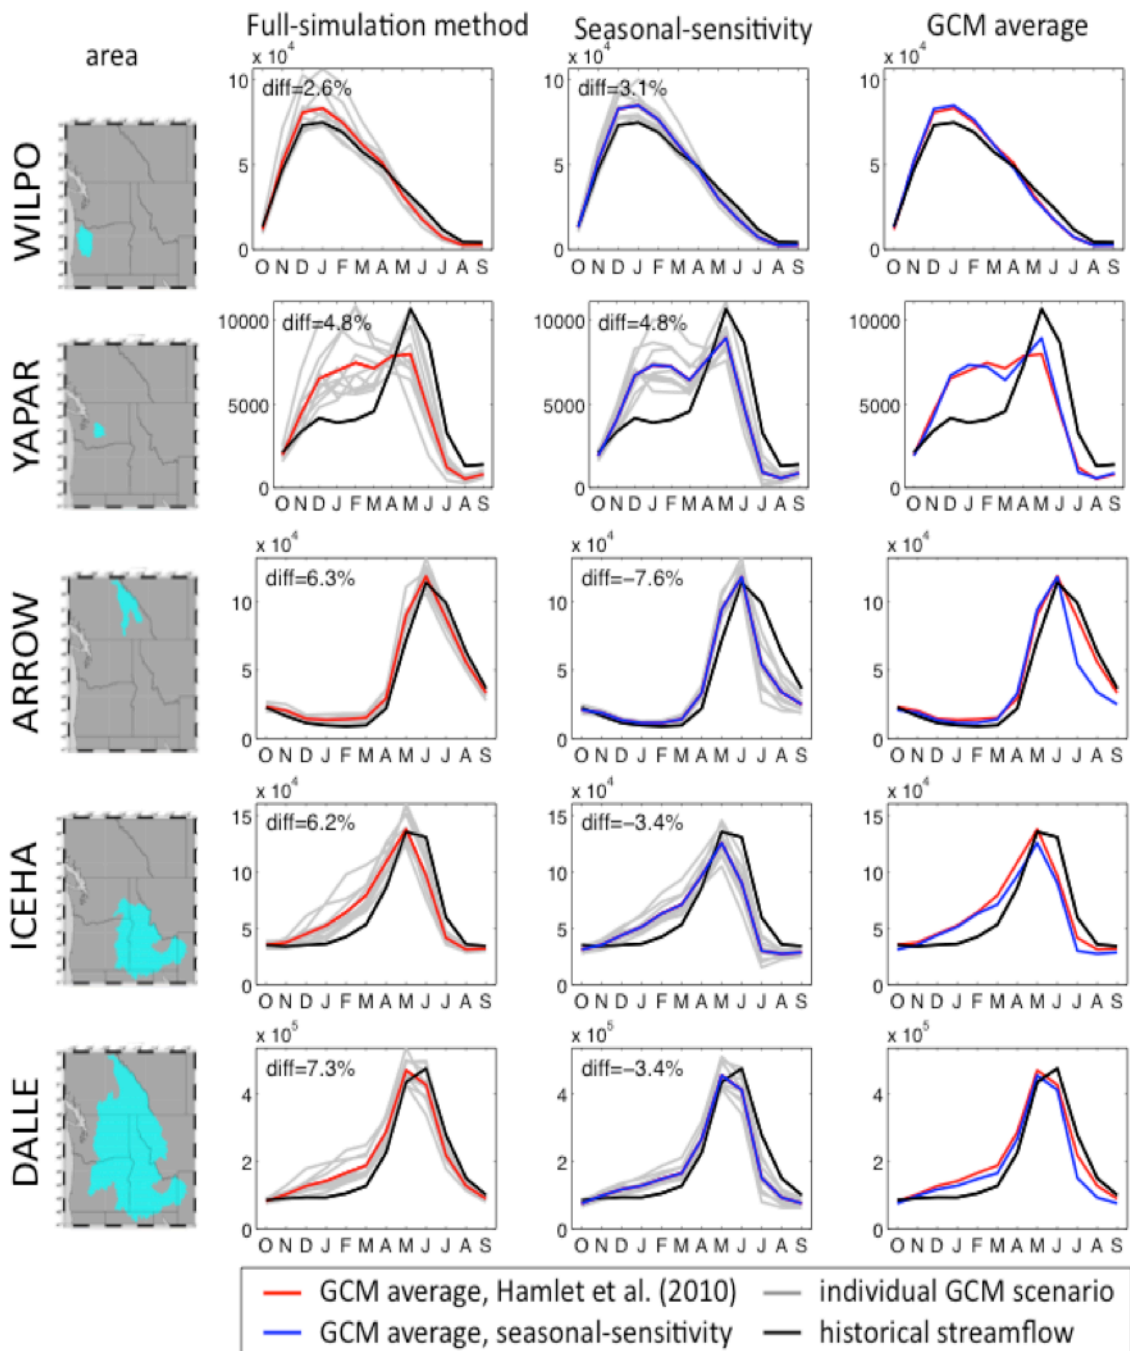 area
Full-simulation method
Seasonal-sensitivity
GCM average
WILPO
x 10^4
diff=2.6%
10
5
0
O N D J F M A M J J A S
x 10^4
diff=3.1%
10
5
0
O N D J F M A M J J A S
x 10^4
10
5
0
O N D J F M A M J J A S
YAPAR
diff=4.8%
10000
5000
0
O N D J F M A M J J A S
diff=4.8%
10000
5000
0
O N D J F M A M J J A S
10000
5000
0
O N D J F M A M J J A S
ARROW
x 10^4
diff=6.3%
10
5
0
O N D J F M A M J J A S
x 10^4
diff=−7.6%
10
5
0
O N D J F M A M J J A S
x 10^4
10
5
0
O N D J F M A M J J A S
ICEHA
x 10^4
15
diff=6.2%
10
5
0
O N D J F M A M J J A S
x 10^4
15
diff=−3.4%
10
5
0
O N D J F M A M J J A S
x 10^4
15
10
5
0
O N D J F M A M J J A S
DALLE
x 10^5
diff=7.3%
4
2
0
O N D J F M A M J J A S
x 10^5
diff=−3.4%
4
2
0
O N D J F M A M J J A S
x 10^5
4
2
0
O N D J F M A M J J A S
GCM average, Hamlet et al. (2010)
individual GCM scenario
GCM average, seasonal-sensitivity
historical streamflow